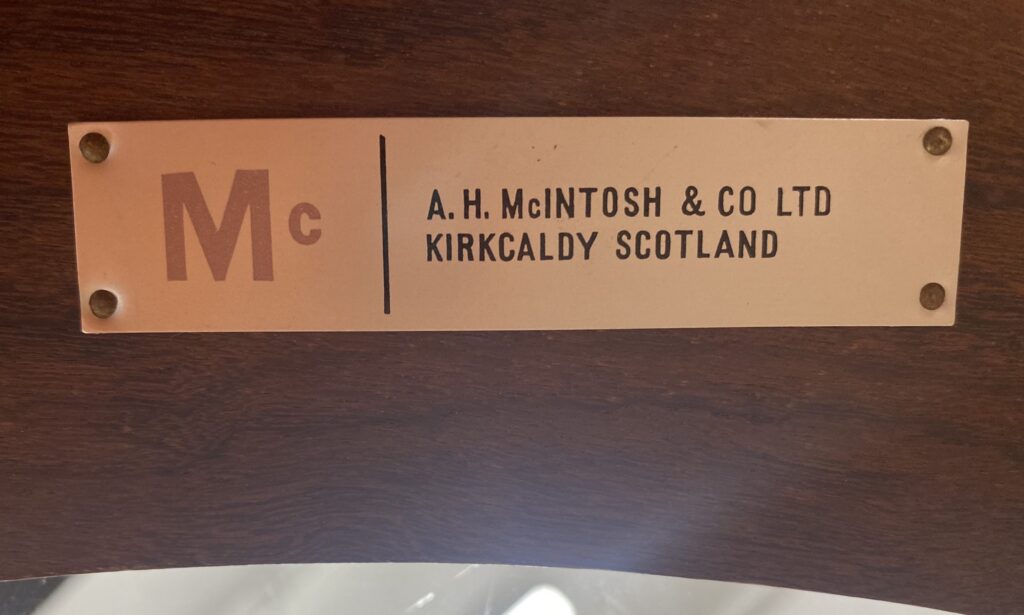 Mc
A. H. McINTOSH & CO LTD
KIRKCALDY SCOTLAND